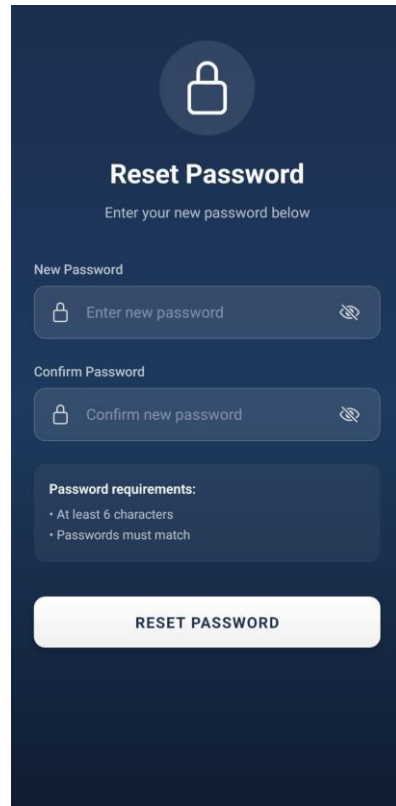 Reset Password
Enter your new password below
New Password
Enter new password
Confirm Password
Confirm new password
Password requirements:
• At least 6 characters
• Passwords must match
RESET PASSWORD